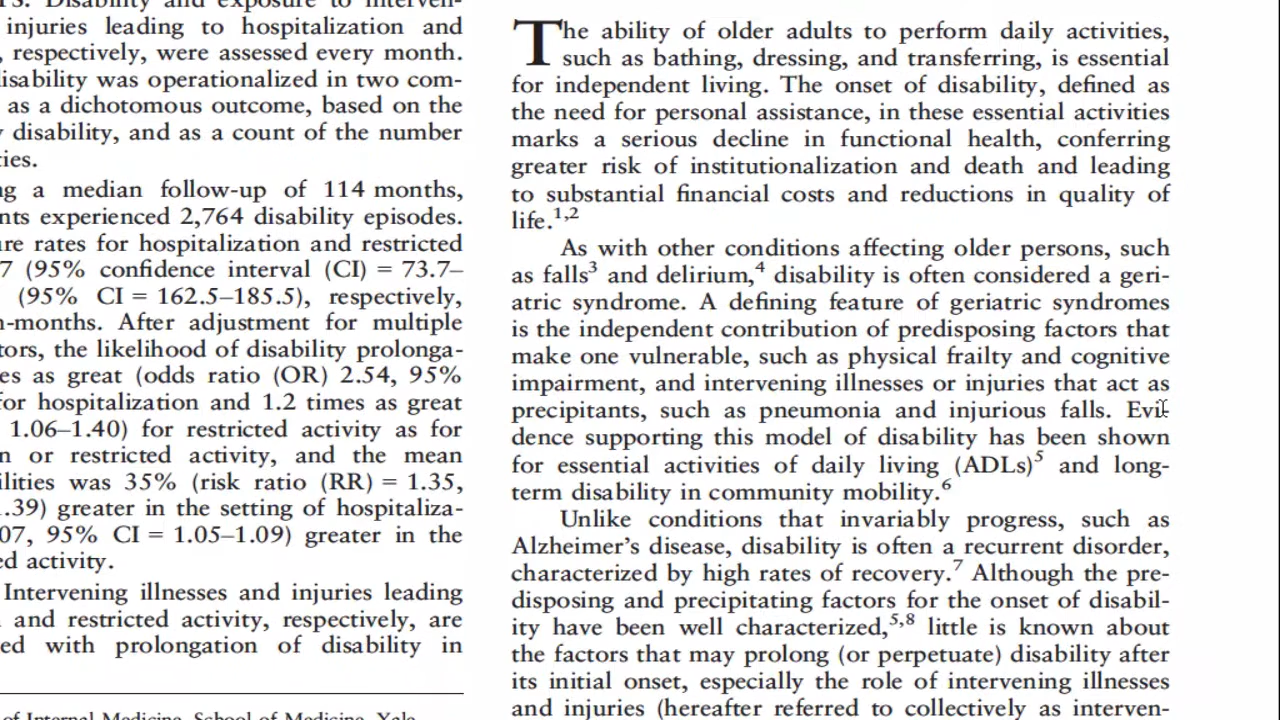 injuries leading to hospitalization and
, respectively, were assessed every month.
disability was operationalized in two com-
as a dichotomous outcome, based on the
disability, and as a count of the number
a median follow-up of 114 months,
experienced 2,764 disability episodes.
rates for hospitalization and restricted
7 (95% confidence interval (CI) = 73.7–
(95% CI = 162.5–185.5), respectively,
-months. After adjustment for multiple
the likelihood of disability prolonga-
as great (odds ratio (OR) 2.54, 95%
for hospitalization and 1.2 times as great
1.06–1.40) for restricted activity as for
or restricted activity, and the mean
was 35% (risk ratio (RR) = 1.35,
.39) greater in the setting of hospitaliza-
07, 95% CI = 1.05–1.09) greater in the
activity.
Intervening illnesses and injuries leading
and restricted activity, respectively, are
with prolongation of disability in
of Internal Medicine, School of Medicine, Yale
The ability of older adults to perform daily activities,
such as bathing, dressing, and transferring, is essential
for independent living. The onset of disability, defined as
the need for personal assistance, in these essential activities
marks a serious decline in functional health, conferring
greater risk of institutionalization and death and leading
to substantial financial costs and reductions in quality of
life.1,2
As with other conditions affecting older persons, such
as falls3 and delirium,4 disability is often considered a geri-
atric syndrome. A defining feature of geriatric syndromes
is the independent contribution of predisposing factors that
make one vulnerable, such as physical frailty and cognitive
impairment, and intervening illnesses or injuries that act as
precipitants, such as pneumonia and injurious falls. Evi-
dence supporting this model of disability has been shown
for essential activities of daily living (ADLs)5 and long-
term disability in community mobility.6
Unlike conditions that invariably progress, such as
Alzheimer's disease, disability is often a recurrent disorder,
characterized by high rates of recovery.7 Although the pre-
disposing and precipitating factors for the onset of disabil-
ity have been well characterized,5,8 little is known about
the factors that may prolong (or perpetuate) disability after
its initial onset, especially the role of intervening illnesses
and injuries (hereafter referred to collectively as interven-